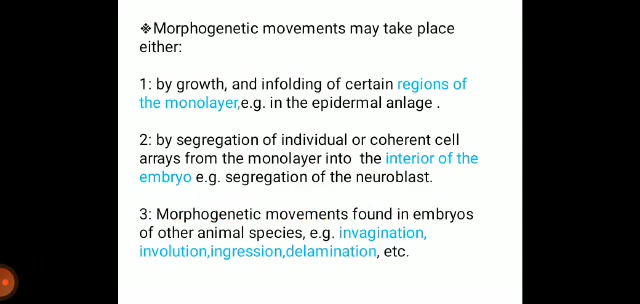 ❖Morphogenetic movements may take place
either:
1: by growth, and infolding of certain regions of
the monolayer,e.g. in the epidermal anlage .
2: by segregation of individual or coherent cell
arrays from the monolayer into the interior of the
embryo e.g. segregation of the neuroblast.
3: Morphogenetic movements found in embryos
of other animal species, e.g. invagination,
involution,ingression,delamination, etc.